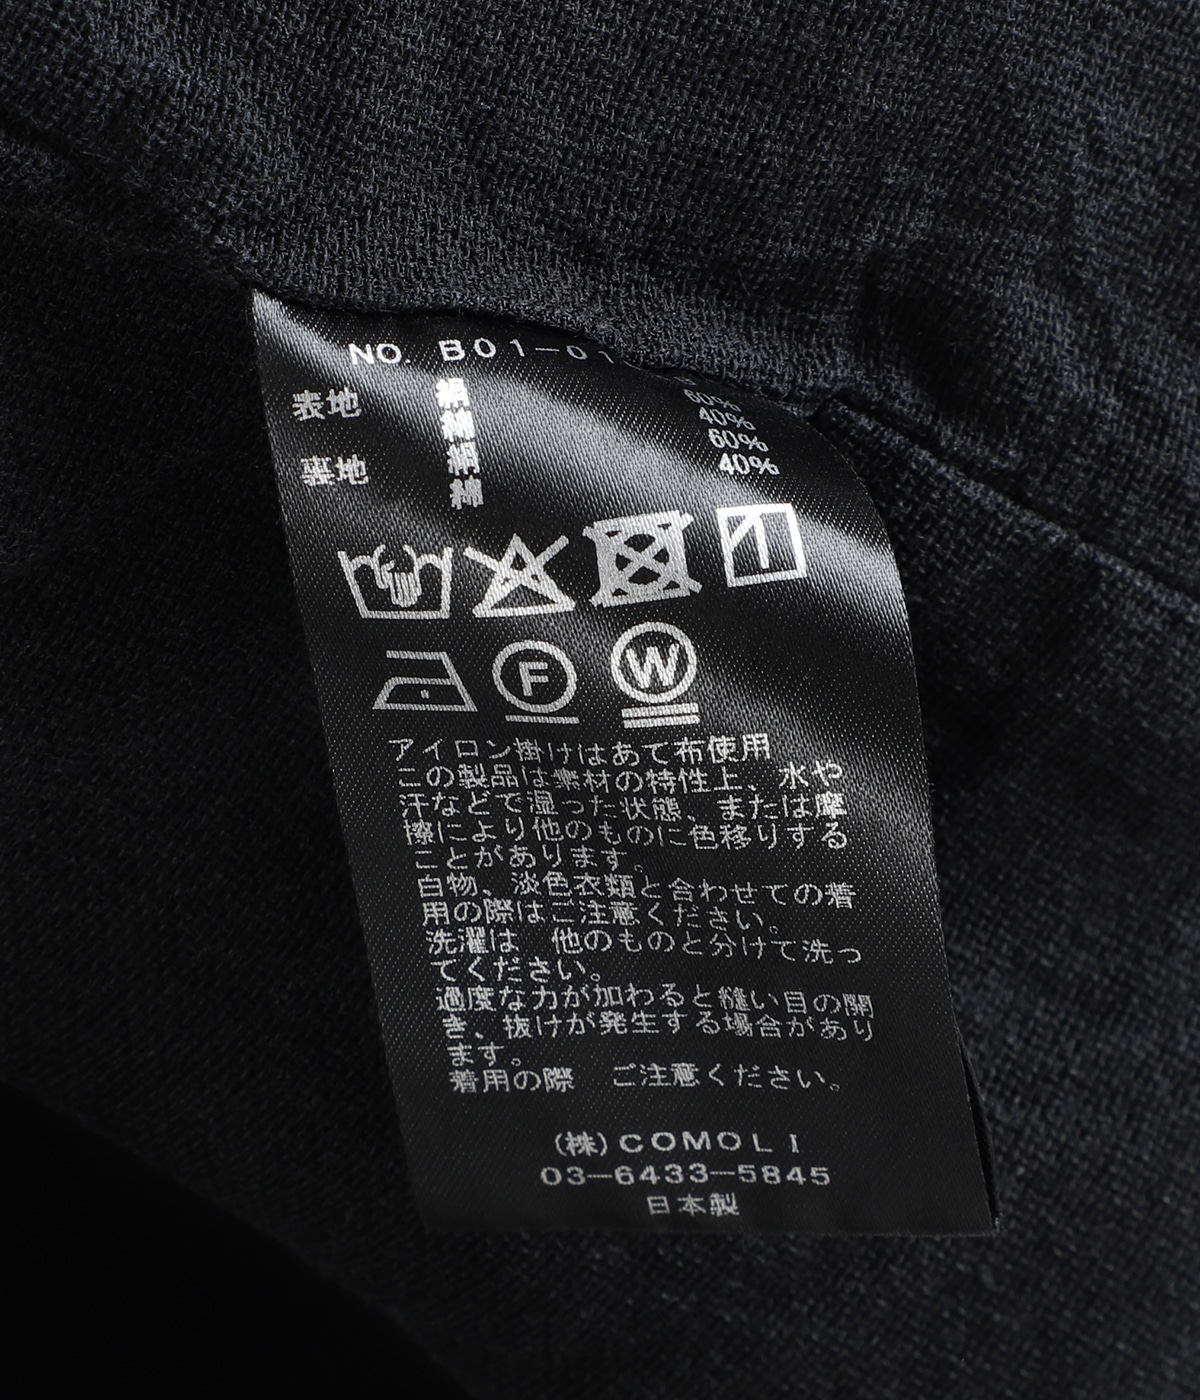 NO. B01-01
表地 絹 60%
綿 40%
裏地 絹 60%
綿 40%
F
W
アイロン掛けはあて布使用
この製品は素材の特性上、水や
汗などで湿った状態、または摩
擦により他のものに色移りする
ことがあります。
白物、淡色衣類と合わせての着
用の際はご注意ください。
洗濯は 他のものと分けて洗っ
てください。
過度な力が加わると縫い目の開
き、抜けが発生する場合があり
ます。
着用の際 ご注意ください。
(株)COMOLI
03-6433-5845
日本製